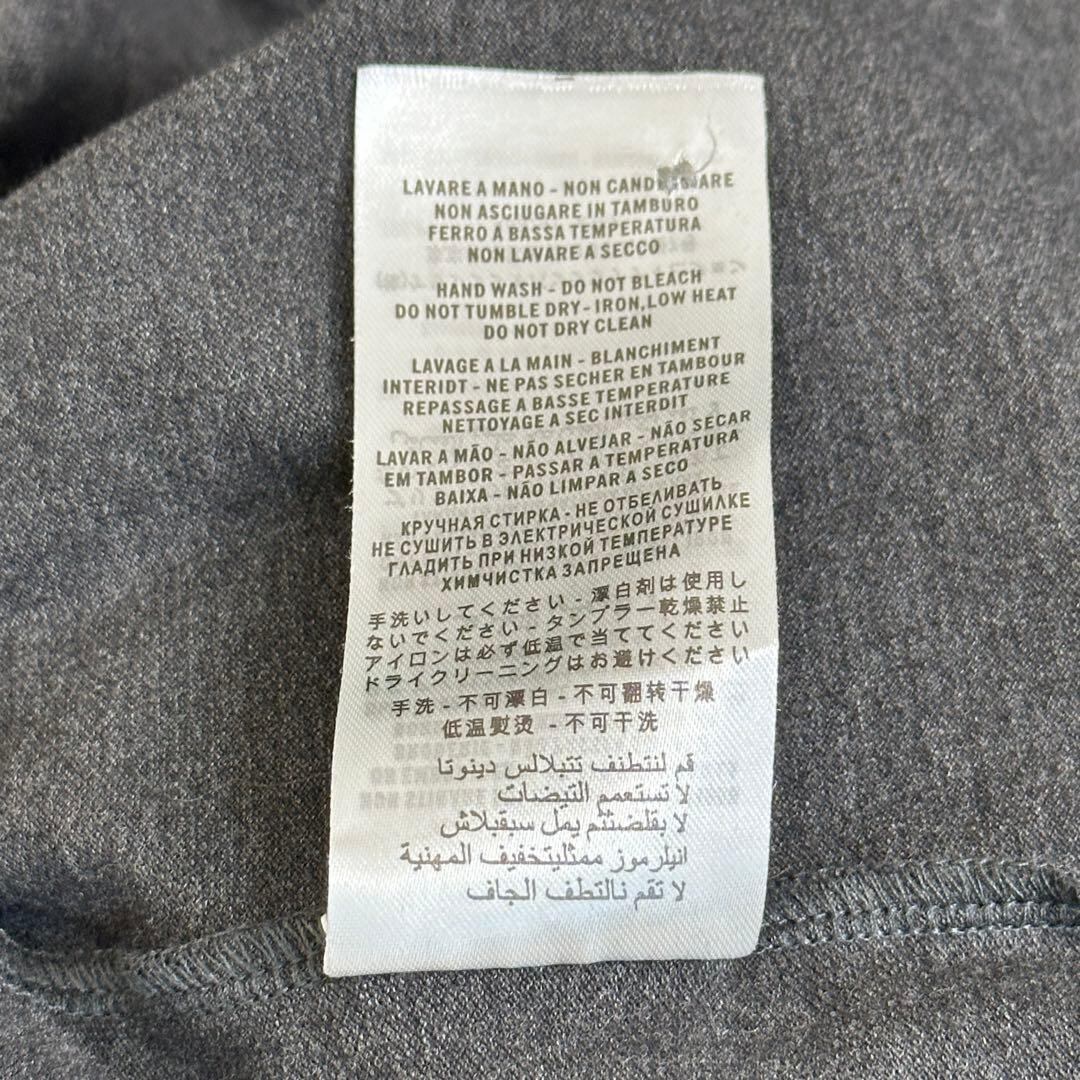 LAVARE A MANO - NON CANDEGGIARE
NON ASCIUGARE IN TAMBURO
FERRO A BASSA TEMPERATURA
NON LAVARE A SECCO
HAND WASH - DO NOT BLEACH
DO NOT TUMBLE DRY - IRON,LOW HEAT
DO NOT DRY CLEAN
LAVAGE A LA MAIN - BLANCHIMENT
INTERIDT - NE PAS SECHER EN TAMBOUR
REPASSAGE A BASSE TEMPERATURE
NETTOYAGE A SEC INTERDIT
LAVAR A MÃO - NÃO ALVEJAR - NÃO SECAR
EM TAMBOR - PASSAR A TEMPERATURA
BAIXA - NÃO LIMPAR A SECO
КРУЧНАЯ СТИРКА - НЕ ОТБЕЛИВАТЬ
НЕ СУШИТЬ В ЭЛЕКТРИЧЕСКОЙ СУШИЛКЕ
ГЛАДИТЬ ПРИ НИЗКОЙ ТЕМПЕРАТУРЕ
ХИМЧИСТКА ЗАПРЕЩЕНА
手洗いしてください - 漂白剤は使用し
ないでください - タンブラー乾燥禁止
アイロンは必ず低温で当ててください
ドライクリーニングはお避けください
手洗 - 不可漂白 - 不可翻转干燥
低温熨烫 - 不可干洗
قم لنتطنف تتبلالس دينوتا
لا تستعمم التيضات
لا بقلضتتم يمل سبقبلاش
انيلرموز ممثليتخفيف المهنية
لا تقم نالتطف الجاف